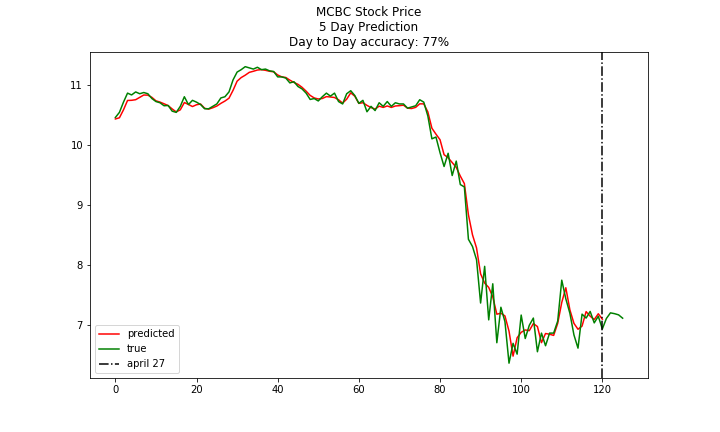 MCBC Stock Price
5 Day Prediction
Day to Day accuracy: 77%
11
10
9
8
7
predicted
true
april 27
0 20 40 60 80 100 120